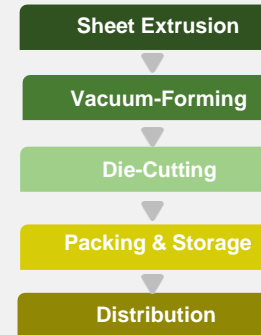 Sheet Extrusion
Vacuum-Forming
Die-Cutting
Packing & Storage
Distribution